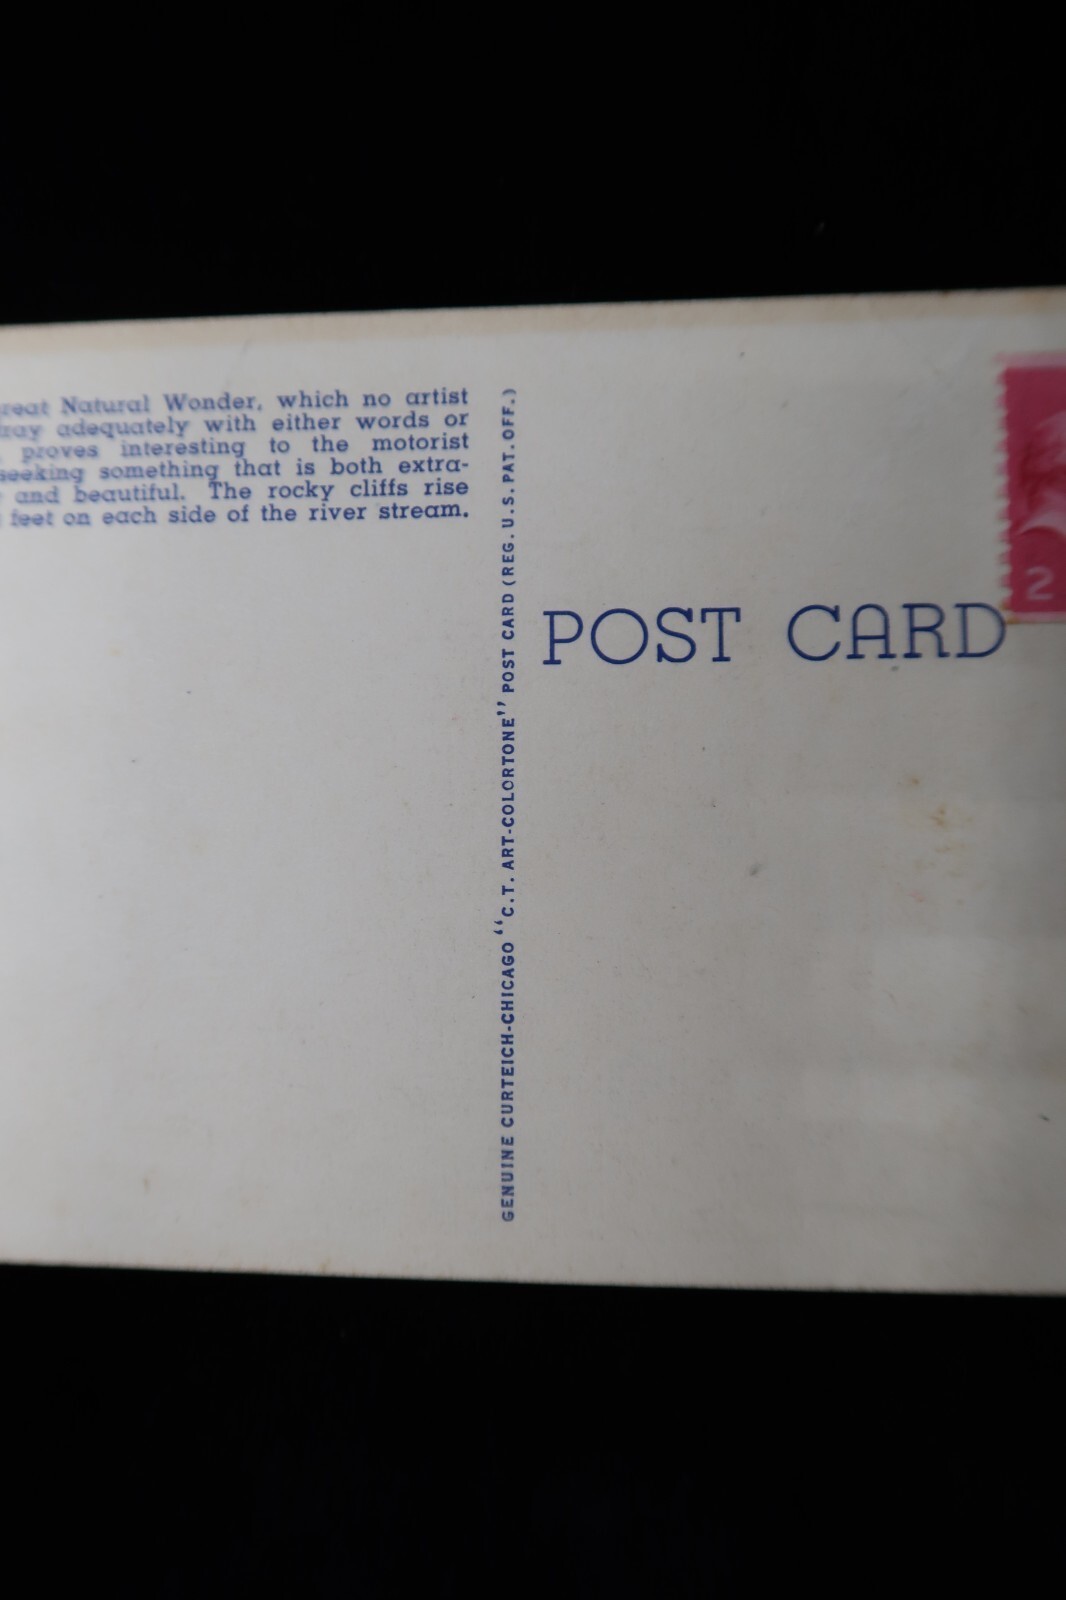 reat Natural Wonder, which no artist
tray adequately with either words or
proves interesting to the motorist
seeking something that is both extra-
and beautiful. The rocky cliffs rise
feet on each side of the river stream.
GENUINE CURTEICH-CHICAGO "C.T. ART-COLORTONE" POST CARD (REG. U.S. PAT. OFF.)
POST CARD
2